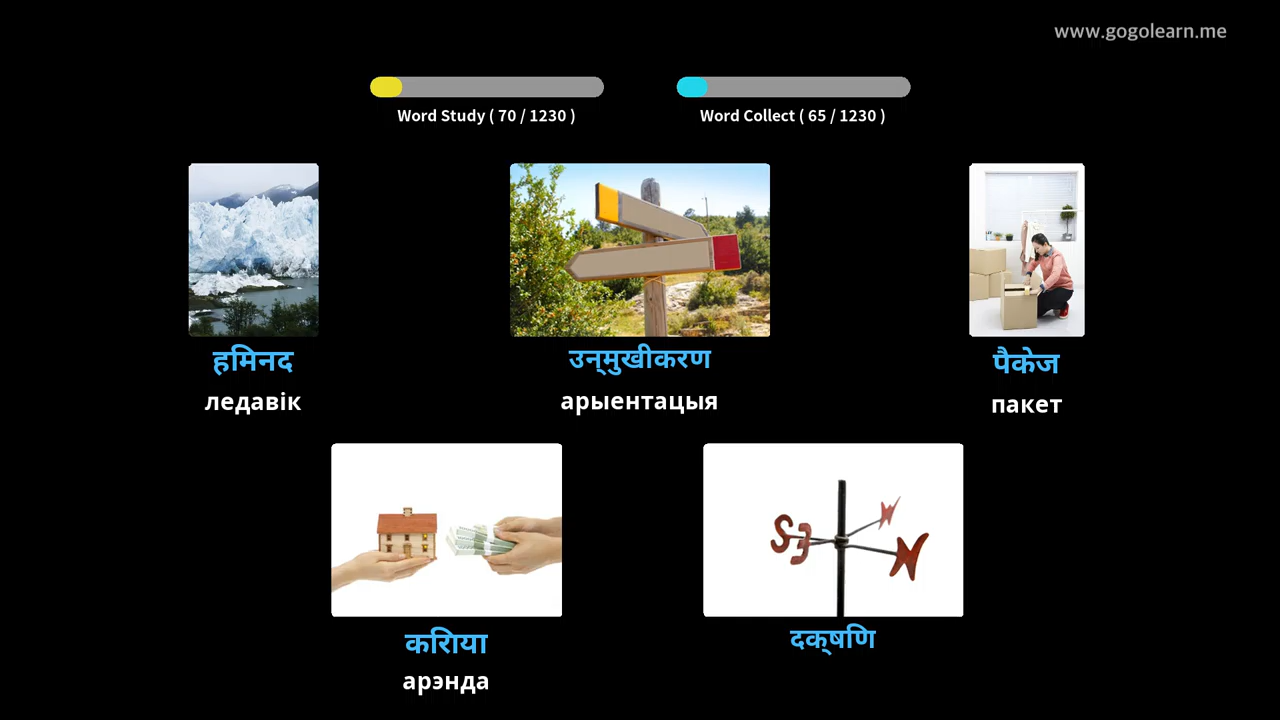 www.gogolearn.me
Word Study ( 70 / 1230 )
Word Collect ( 65 / 1230 )
हमिनद
ледавік
उन्‌मुखीकरण
арыентацыя
पैकेज
пакет
S E W N
करिाया
арэнда
दक्‌षणि